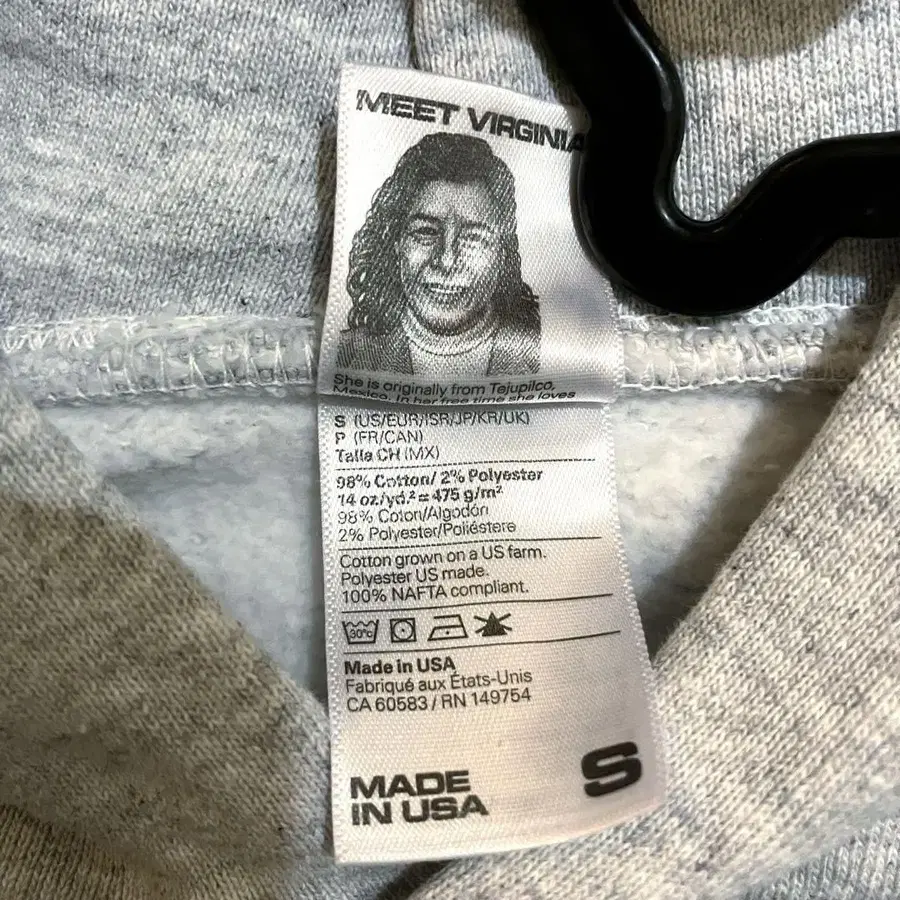 MEET VIRGINIA
She is originally from Tejupilco,
Mexico. In her free time she loves
S (US/EUR/ISR/JP/KR/UK)
P (FR/CAN)
Talla CH (MX)
98% Cotton/ 2% Polyester
14 oz/yd.² = 475 g/m²
98% Coton/Algodón
2% Polyester/Poliéstere
Cotton grown on a US farm.
Polyester US made.
100% NAFTA compliant.
30°C
Made in USA
Fabriqué aux États-Unis
CA 60583 / RN 149754
MADE
IN USA
S